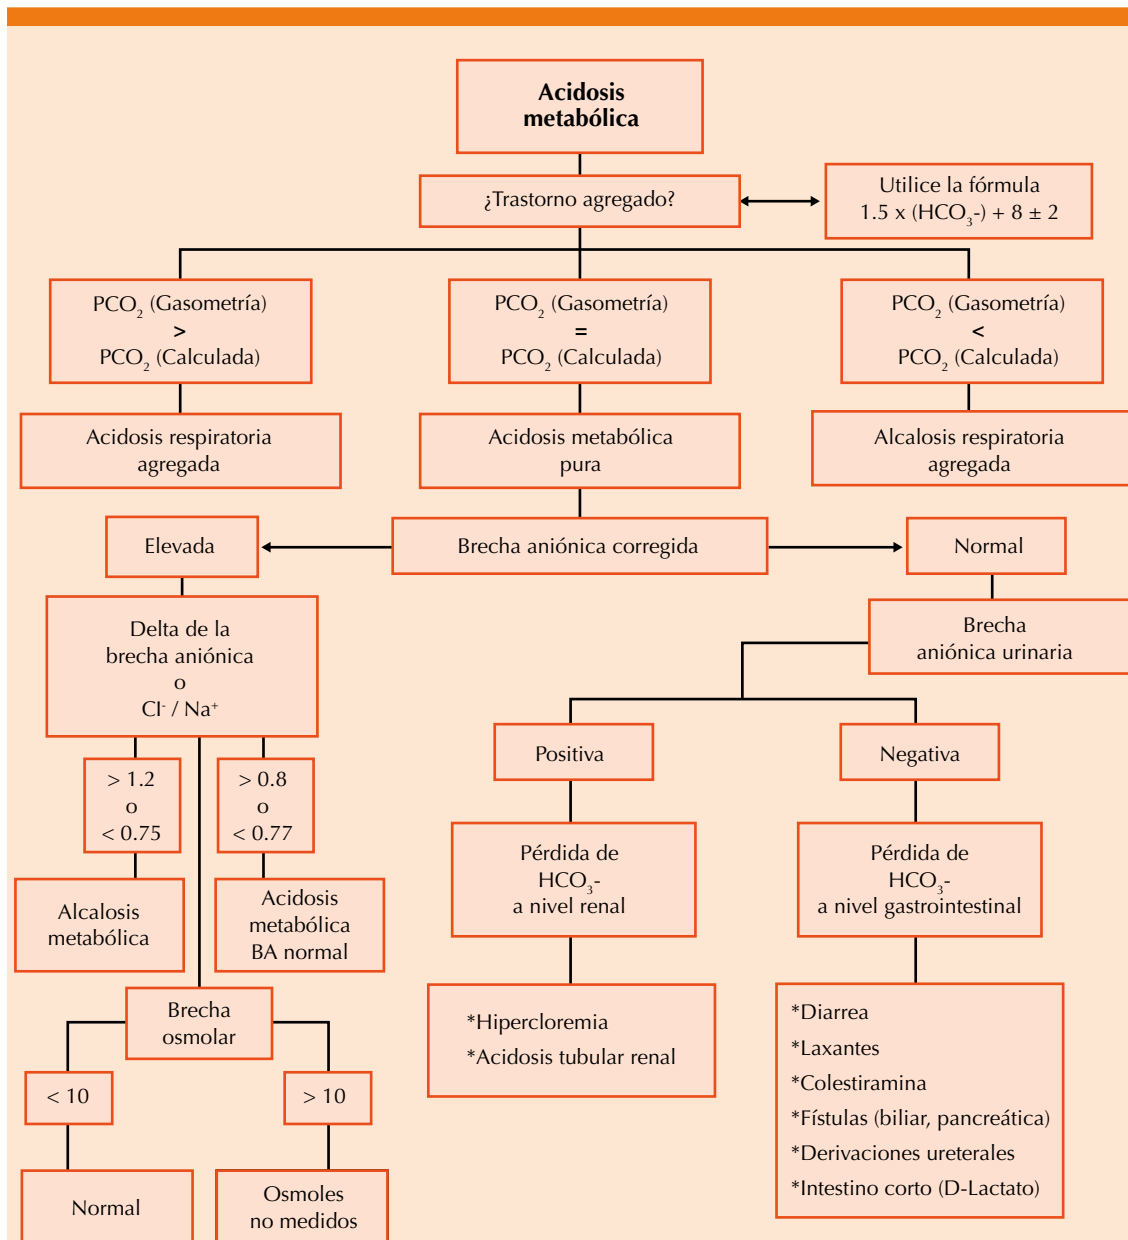 Acidosis
metabólica
¿Trastorno agregado?
Utilice la fórmula
1.5 x (HCO₃-) + 8 ± 2
PCO₂ (Gasometría)
>
PCO₂ (Calculada)
PCO₂ (Gasometría)
=
PCO₂ (Calculada)
PCO₂ (Gasometría)
<
PCO₂ (Calculada)
Acidosis respiratoria
agregada
Acidosis metabólica
pura
Alcalosis respiratoria
agregada
Elevada
Brecha aniónica corregida
Normal
Delta de la
brecha aniónica
o
Cl⁻ / Na⁺
Brecha
aniónica urinaria
> 1.2
o
< 0.75
> 0.8
o
< 0.77
Positiva
Negativa
Alcalosis
metabólica
Acidosis
metabólica
BA normal
Pérdida de
HCO₃-
a nivel renal
Pérdida de
HCO₃-
a nivel gastrointestinal
Brecha
osmolar
< 10
> 10
Normal
Osmoles
no medidos
*Hipercloremia
*Acidosis tubular renal
*Diarrea
*Laxantes
*Colestiramina
*Fístulas (biliar, pancreática)
*Derivaciones ureterales
*Intestino corto (D-Lactato)